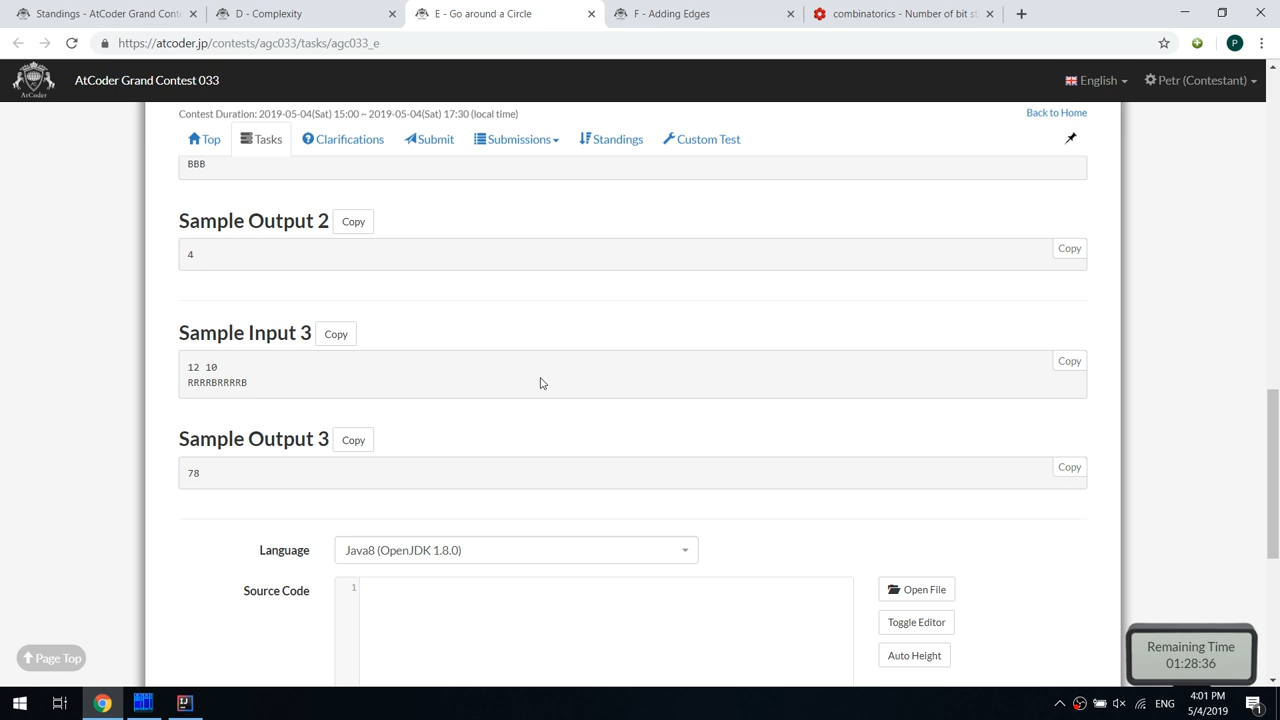 Standings - AtCoder Grand Cont
D - Complexity
E - Go around a Circle
F - Adding Edges
combinatorics - Number of bit st
https://atcoder.jp/contests/agc033/tasks/agc033_e
P
AtCoder
AtCoder Grand Contest 033
English
Petr (Contestant)
Contest Duration: 2019-05-04(Sat) 15:00 ~ 2019-05-04(Sat) 17:30 (local time)
Back to Home
Top
Tasks
Clarifications
Submit
Submissions
Standings
Custom Test
BBB
Sample Output 2
Copy
Copy
4
Sample Input 3
Copy
Copy
12 10
RRRRBRRRRB
Sample Output 3
Copy
Copy
78
Language
Java8 (OpenJDK 1.8.0)
Source Code
1
Open File
Toggle Editor
Auto Height
Page Top
Remaining Time
01:28:36
ENG
4:01 PM
5/4/2019
1